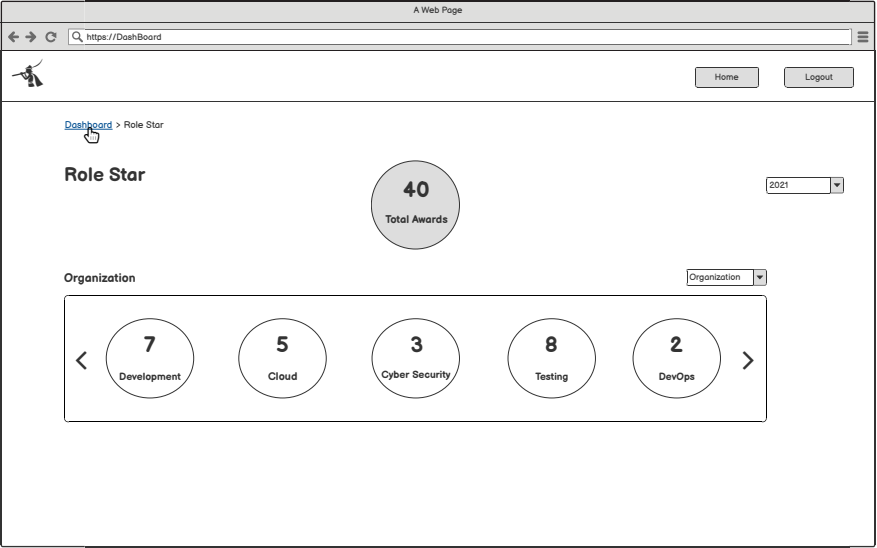 A Web Page
https://DashBoard
Home Logout
Dashboard > Role Star
Role Star
40
Total Awards
2021
Organization
Organization
7 5 3 8 2
Development Cloud Cyber Security Testing DevOps